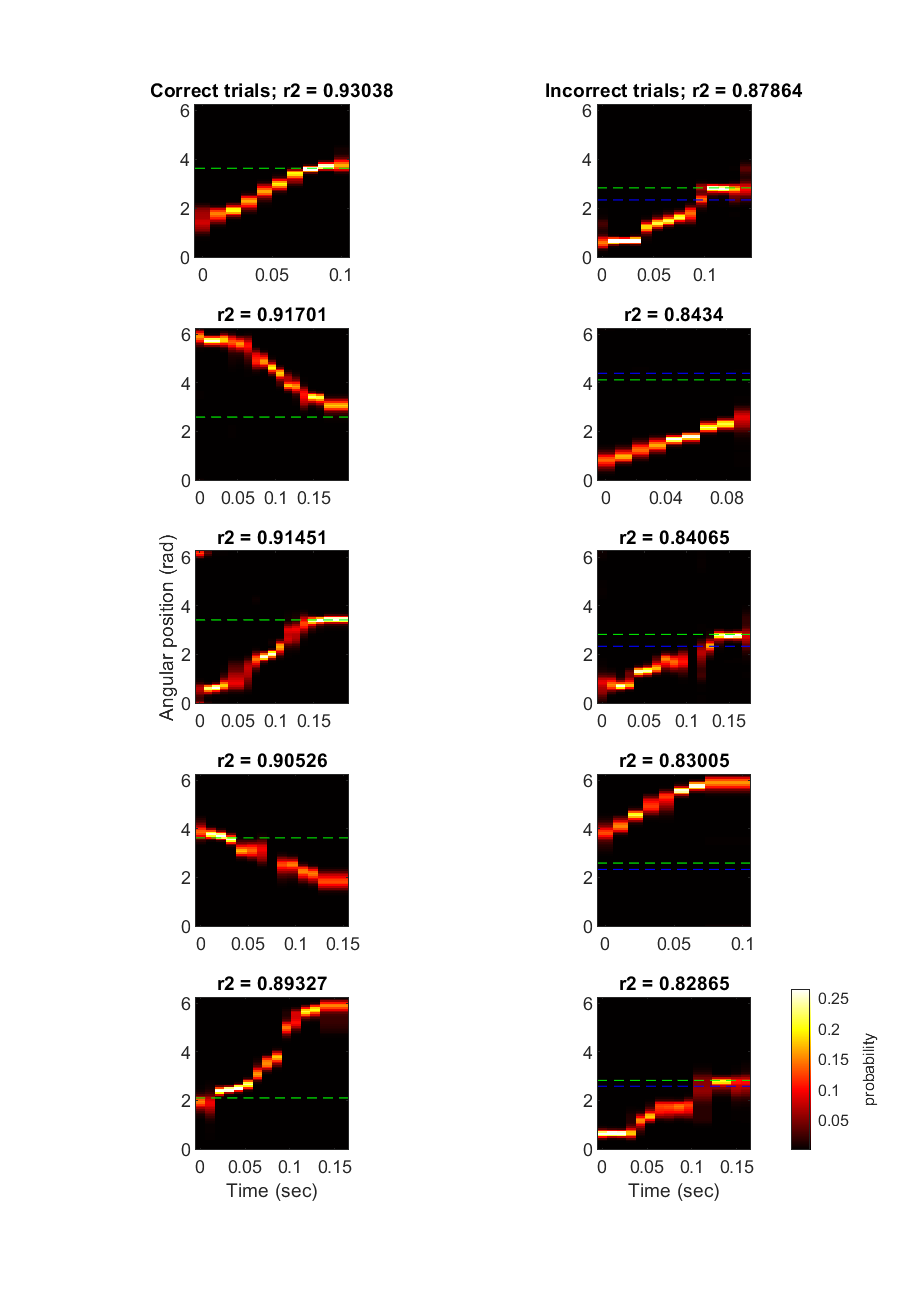 Correct trials; r2 = 0.93038
Incorrect trials; r2 = 0.87864
6
4
2
0
0 0.05 0.1
6
4
2
0
0 0.05 0.1
r2 = 0.91701
r2 = 0.8434
6
4
2
0
0 0.05 0.1 0.15
6
4
2
0
0 0.04 0.08
r2 = 0.91451
r2 = 0.84065
Angular position (rad)
6
4
2
0
0 0.05 0.1 0.15
6
4
2
0
0 0.05 0.1 0.15
r2 = 0.90526
r2 = 0.83005
6
4
2
0
0 0.05 0.1 0.15
6
4
2
0
0 0.05 0.1
r2 = 0.89327
r2 = 0.82865
6
4
2
0
0 0.05 0.1 0.15
Time (sec)
6
4
2
0
0 0.05 0.1 0.15
Time (sec)
0.25
0.2
0.15
0.1
0.05
probability